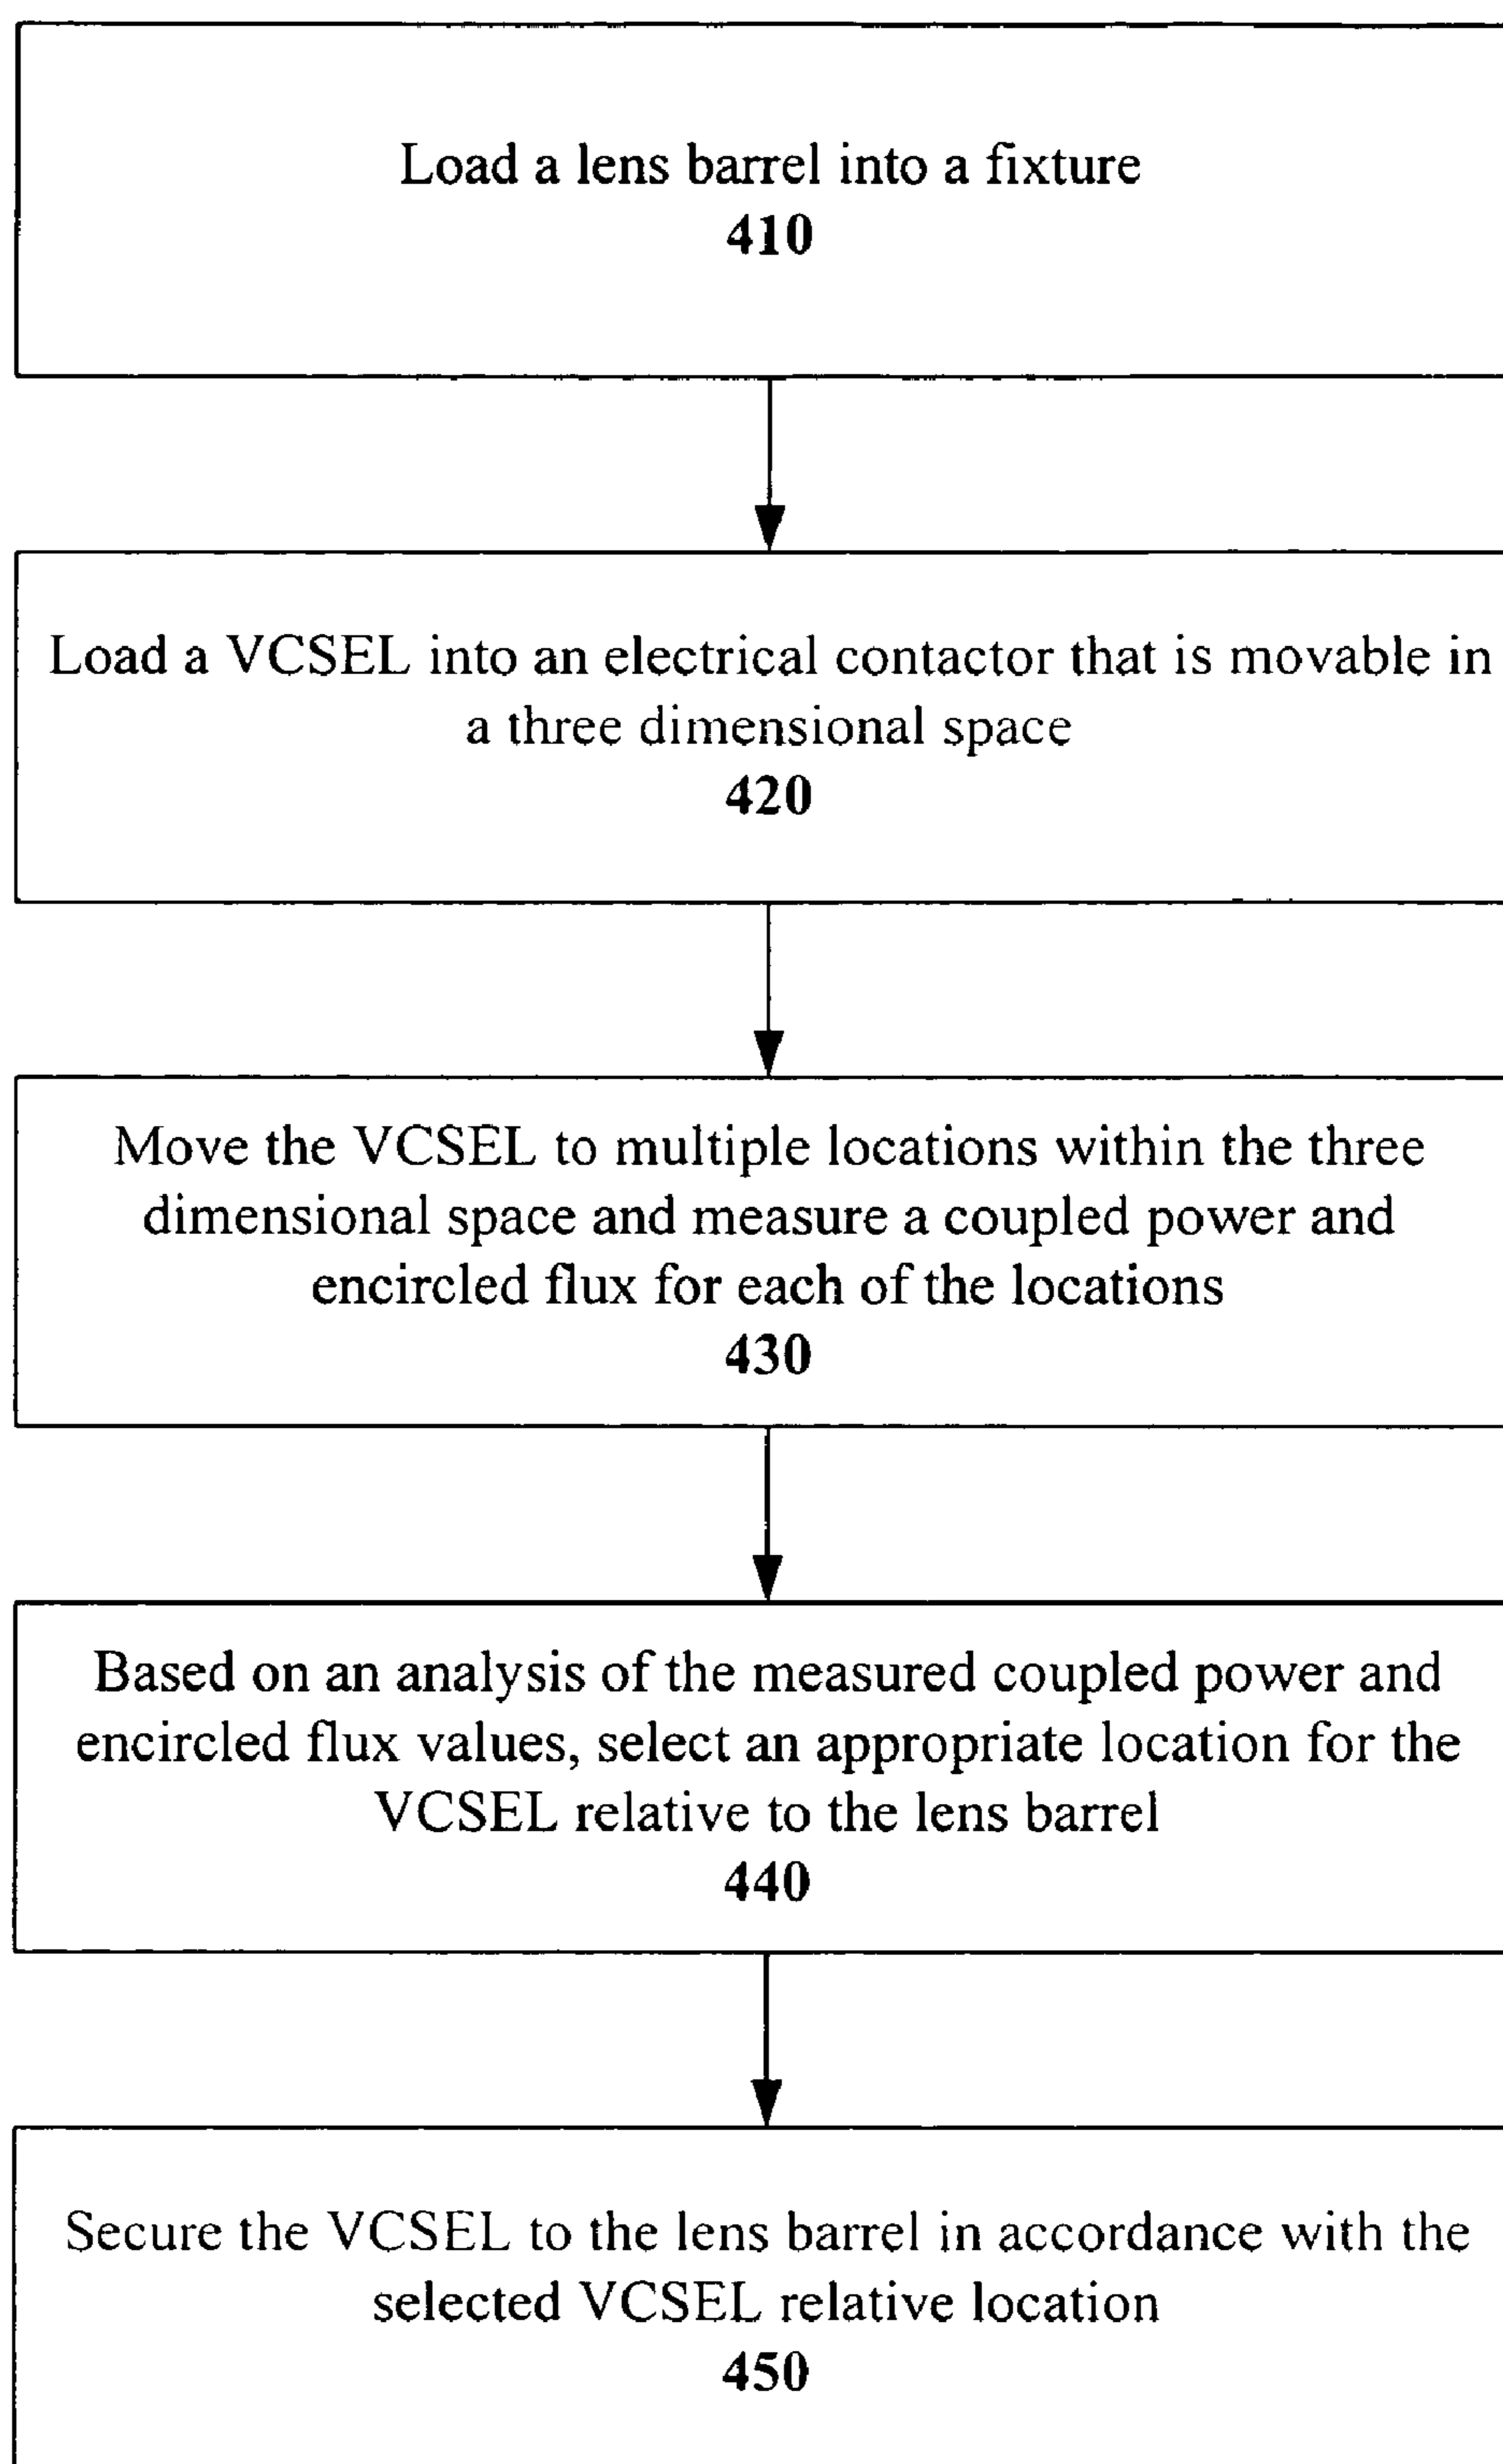 Load a lens barrel into a fixture
410
Load a VCSEL into an electrical contactor that is movable in
a three dimensional space
420
Move the VCSEL to multiple locations within the three
dimensional space and measure a coupled power and
encircled flux for each of the locations
430
Based on an analysis of the measured coupled power and
encircled flux values, select an appropriate location for the
VCSEL relative to the lens barrel
440
Secure the VCSEL to the lens barrel in accordance with the
selected VCSEL relative location
450